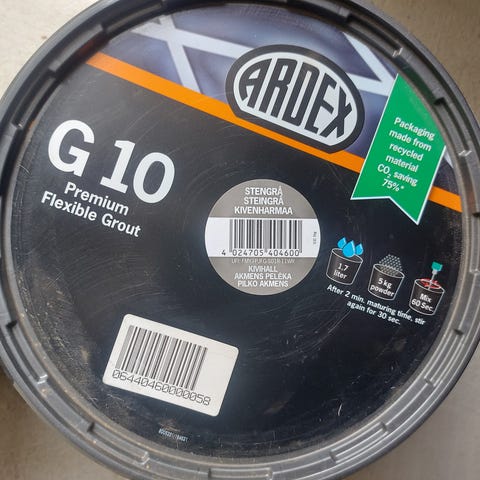 ARDEX
G 10
Premium
Flexible Grout
Packaging
made from
recycled
material
CO2 saving
75%*
STENGRÅ
STEINGRÅ
KIVENHARMAA
4 024705 404600
KIVIHALL
AKMENS PELĒKA
PILKO AKMENS
1.7
liter
5 kg
powder
Mix
60 Sec.
After 2 min. maturing time, stir
again for 30 sec.
06440460000058